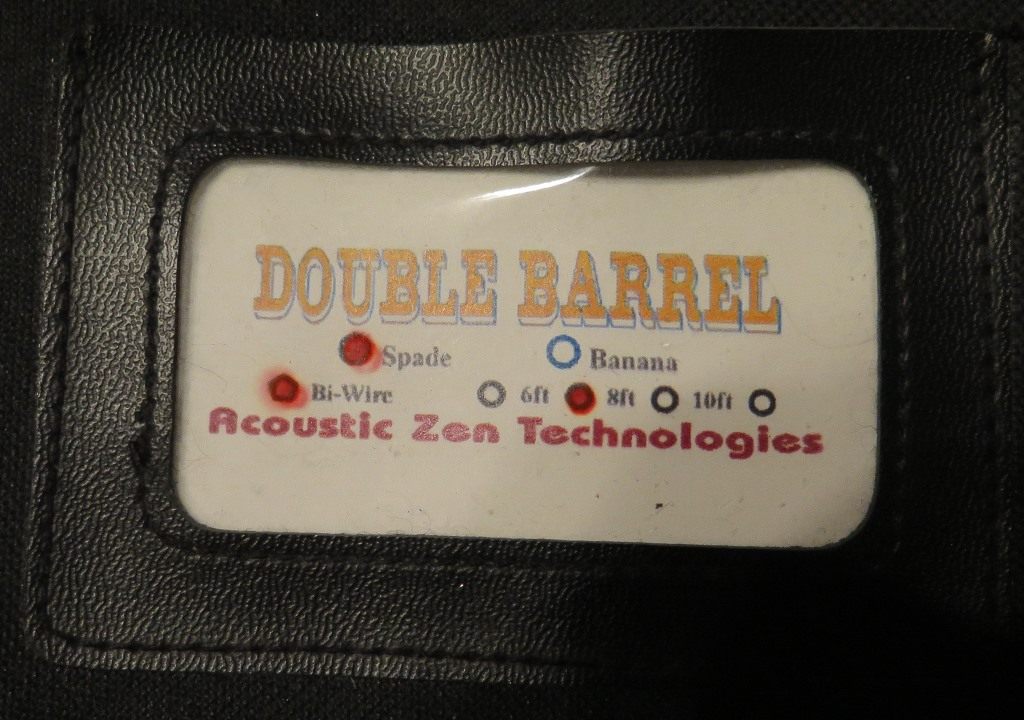 DOUBLE BARREL
Spade Banana
Bi-Wire 6ft 8ft 10ft
Acoustic Zen Technologies